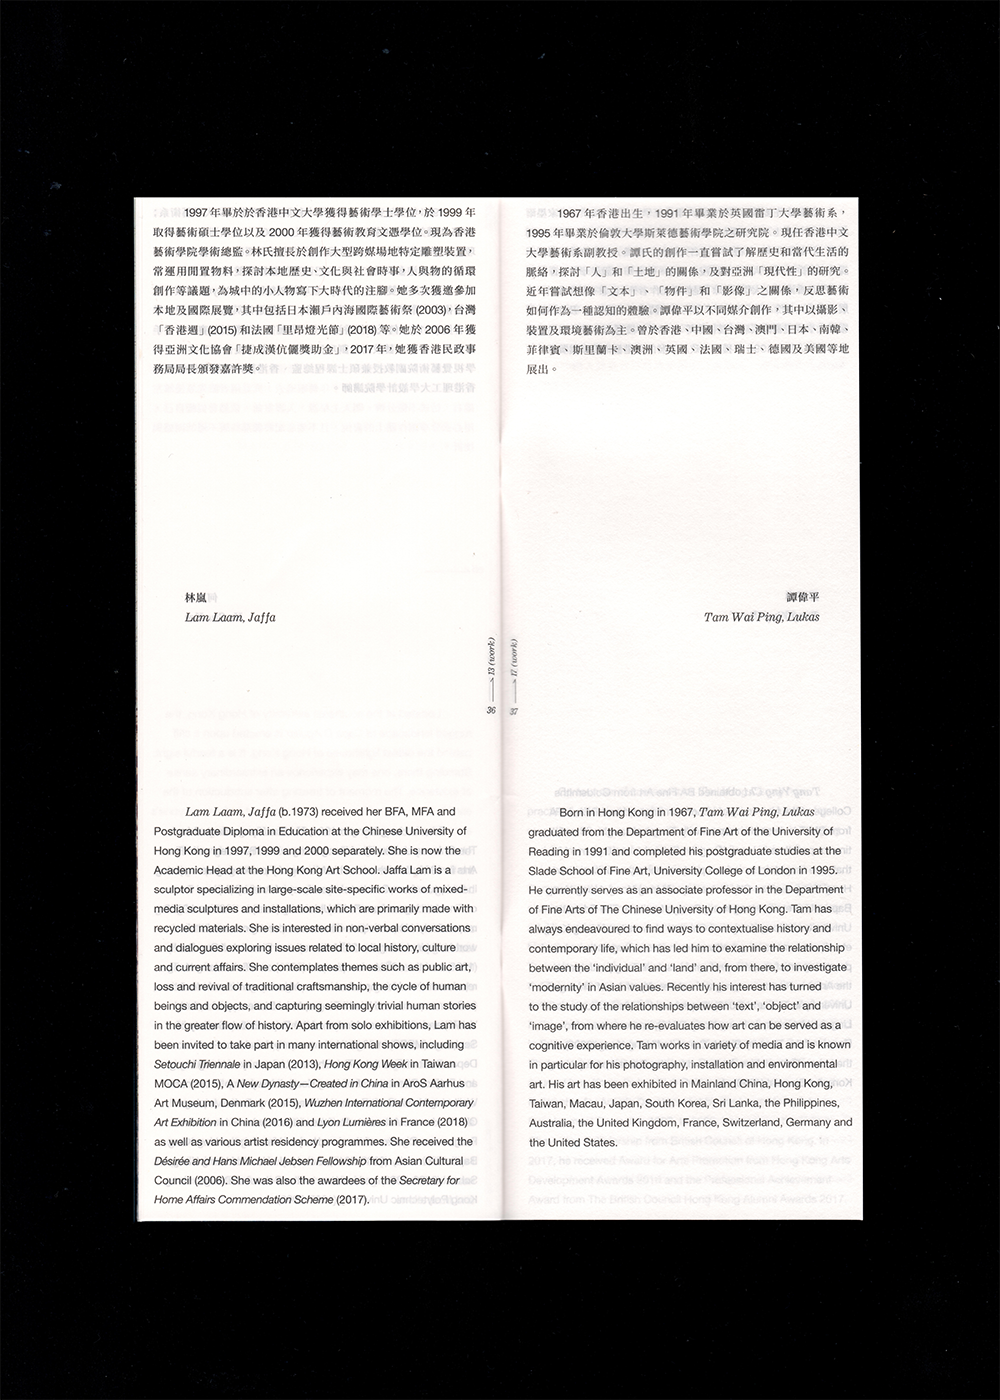 1997 年畢於於香港中文大學獲得藝術學士學位，於 1999 年
取得藝術碩士學位以及 2000 年獲得藝術教育文憑學位。現為香港
藝術學院學術總監。林氏擅長於創作大型跨媒場地特定雕塑裝置，
常運用閒置物料，探討本地歷史、文化與社會時事，人與物的循環
創作等議題，為城中的小人物寫下大時代的注腳。她多次獲邀參加
本地及國際展覽，其中包括日本瀨戶內海國際藝術祭 (2003)，台灣
「香港週」(2015) 和法國「里昂燈光節」(2018) 等。她於 2006 年獲
得亞洲文化協會「捷成漢伉儷獎助金」，2017年，她獲香港民政事
務局局長頒發嘉許獎。
林嵐
Lam Laam, Jaffa
36 → 13 (work)
Lam Laam, Jaffa (b.1973) received her BFA, MFA and
Postgraduate Diploma in Education at the Chinese University of
Hong Kong in 1997, 1999 and 2000 separately. She is now the
Academic Head at the Hong Kong Art School. Jaffa Lam is a
sculptor specializing in large-scale site-specific works of mixed-
media sculptures and installations, which are primarily made with
recycled materials. She is interested in non-verbal conversations
and dialogues exploring issues related to local history, culture
and current affairs. She contemplates themes such as public art,
loss and revival of traditional craftsmanship, the cycle of human
beings and objects, and capturing seemingly trivial human stories
in the greater flow of history. Apart from solo exhibitions, Lam has
been invited to take part in many international shows, including
Setouchi Triennale in Japan (2013), Hong Kong Week in Taiwan
MOCA (2015), A New Dynasty—Created in China in AroS Aarhus
Art Museum, Denmark (2015), Wuzhen International Contemporary
Art Exhibition in China (2016) and Lyon Lumières in France (2018)
as well as various artist residency programmes. She received the
Désirée and Hans Michael Jebsen Fellowship from Asian Cultural
Council (2006). She was also the awardees of the Secretary for
Home Affairs Commendation Scheme (2017).
1967 年香港出生，1991 年畢業於英國雷丁大學藝術系，
1995 年畢業於倫敦大學斯萊德藝術學院之研究院。現任香港中文
大學藝術系副教授。譚氏的創作一直嘗試了解歷史和當代生活的
脈絡，探討「人」和「土地」的關係，及對亞洲「現代性」的研究。
近年嘗試想像「文本」、「物件」和「影像」之關係，反思藝術
如何作為一種認知的體驗。譚偉平以不同媒介創作，其中以攝影、
裝置及環境藝術為主。曾於香港、中國、台灣、澳門、日本、南韓、
菲律賓、斯里蘭卡、澳洲、英國、法國、瑞士、德國及美國等地
展出。
譚偉平
Tam Wai Ping, Lukas
37 → 17 (work)
Born in Hong Kong in 1967, Tam Wai Ping, Lukas
graduated from the Department of Fine Art of the University of
Reading in 1991 and completed his postgraduate studies at the
Slade School of Fine Art, University College of London in 1995.
He currently serves as an associate professor in the Department
of Fine Arts of The Chinese University of Hong Kong. Tam has
always endeavoured to find ways to contextualise history and
contemporary life, which has led him to examine the relationship
between the ‘individual’ and ‘land’ and, from there, to investigate
‘modernity’ in Asian values. Recently his interest has turned
to the study of the relationships between ‘text’, ‘object’ and
‘image’, from where he re-evaluates how art can be served as a
cognitive experience. Tam works in variety of media and is known
in particular for his photography, installation and environmental
art. His art has been exhibited in Mainland China, Hong Kong,
Taiwan, Macau, Japan, South Korea, Sri Lanka, the Philippines,
Australia, the United Kingdom, France, Switzerland, Germany and
the United States.